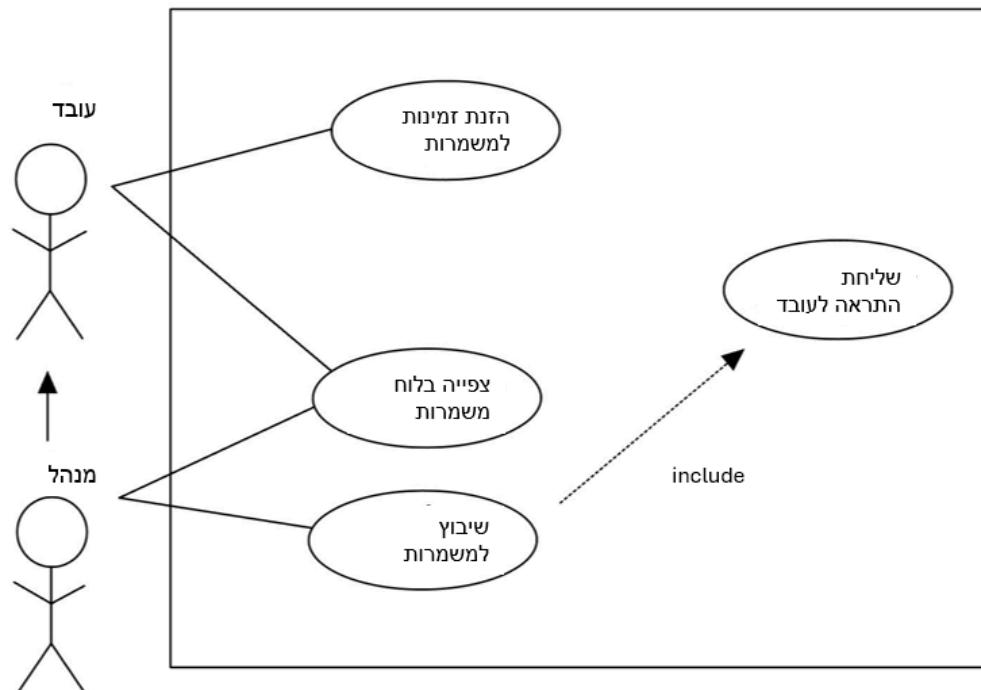 עובד
הזנת זמינות
למשמרות
שליחת
התראה לעובד
צפייה בלוח
משמרות
מנהל
include
שיבוץ
למשמרות